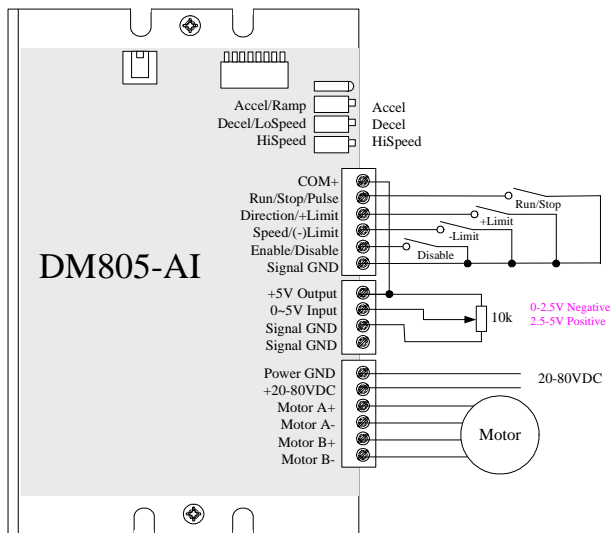 Accel/Ramp
Accel
Decel/LoSpeed
Decel
HiSpeed
HiSpeed
COM+
Run/Stop/Pulse
Run/Stop
Direction/+Limit
+Limit
Speed/(-)Limit
-Limit
Enable/Disable
Disable
Signal GND
DM805-AI
+5V Output
0~5V Input
10k
0-2.5V Negative
2.5-5V Positive
Signal GND
Signal GND
Power GND
20-80VDC
+20-80VDC
Motor A+
Motor A-
Motor B+
Motor B-
Motor